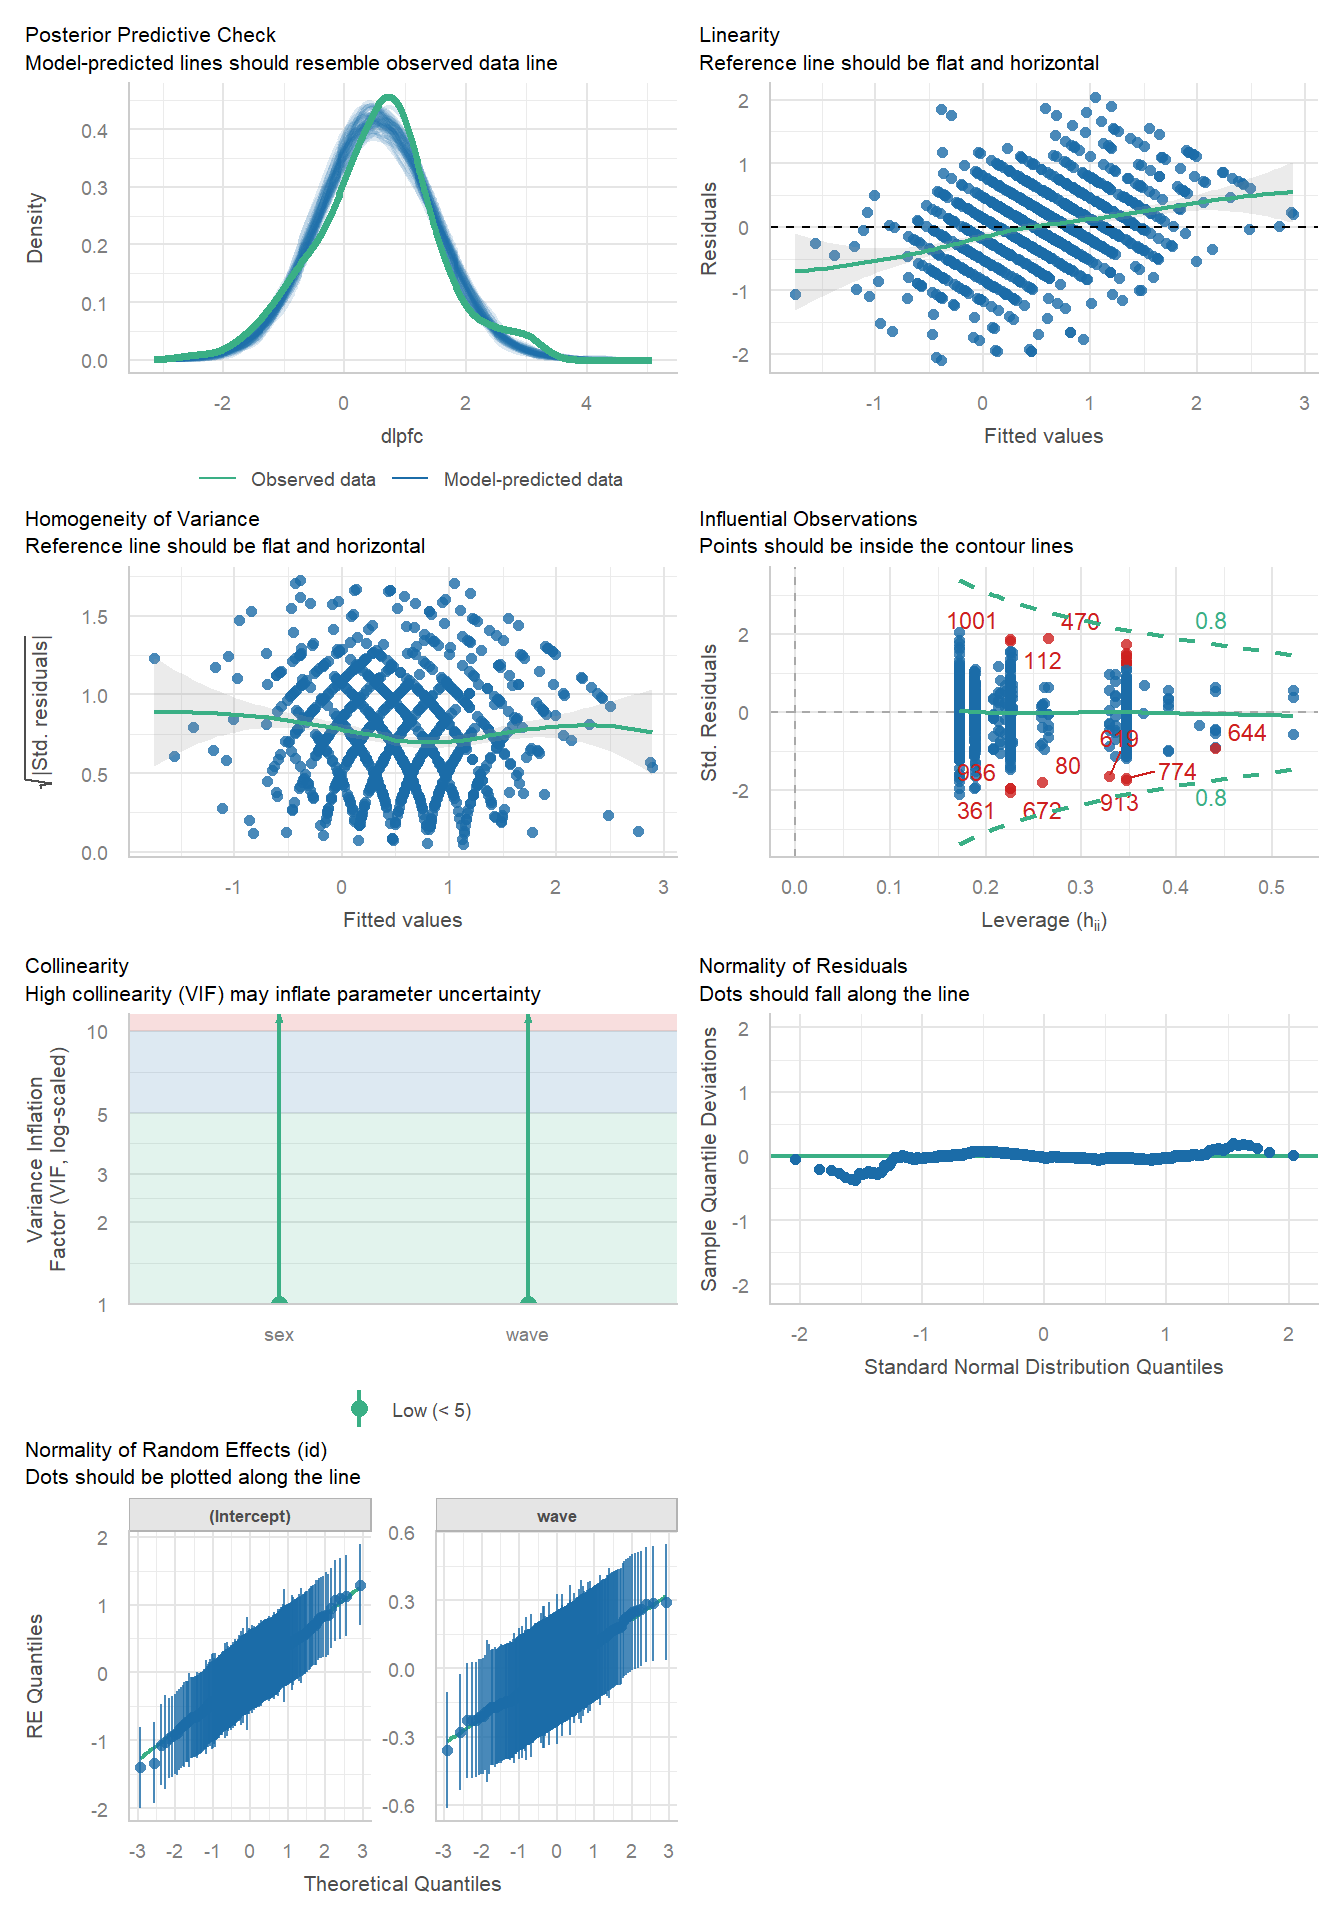 Posterior Predictive Check
Model-predicted lines should resemble observed data line
0.4
0.3
0.2
0.1
0.0
Density
-2
0
2
4
dlpfc
Observed data
Model-predicted data
Linearity
Reference line should be flat and horizontal
2
1
0
-1
-2
Residuals
-1
0
1
2
3
Fitted values
Homogeneity of Variance
Reference line should be flat and horizontal
1.5
1.0
0.5
0.0
√|Std. residuals|
-1
0
1
2
3
Fitted values
Influential Observations
Points should be inside the contour lines
2
0
-2
Std. Residuals
1001
470
112
0.8
619
644
936
80
774
361
672
913
0.8
0.0
0.1
0.2
0.3
0.4
0.5
Leverage (hii)
Collinearity
High collinearity (VIF) may inflate parameter uncertainty
10
5
3
2
1
Variance Inflation
Factor (VIF, log-scaled)
sex
wave
Low (< 5)
Normality of Residuals
Dots should fall along the line
2
1
0
-1
-2
Sample Quantile Deviations
-2
-1
0
1
2
Standard Normal Distribution Quantiles
Normality of Random Effects (id)
Dots should be plotted along the line
(Intercept)
2
1
0
-1
-2
RE Quantiles
-3
-2
-1
0
1
2
3
wave
0.6
0.3
0.0
-0.3
-0.6
-3
-2
-1
0
1
2
3
Theoretical Quantiles